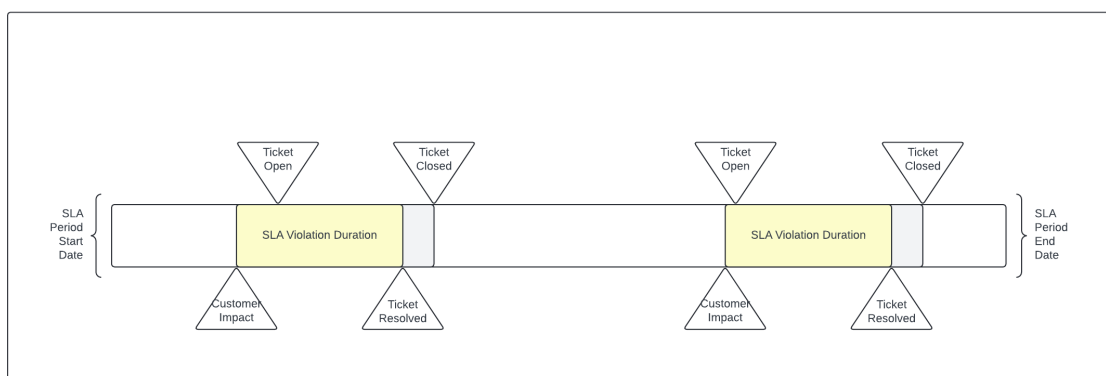 Ticket
Open
Ticket
Closed
Ticket
Open
Ticket
Closed
SLA
Period
Start
Date
SLA Violation Duration
SLA Violation Duration
SLA
Period
End
Date
Customer
Impact
Ticket
Resolved
Customer
Impact
Ticket
Resolved